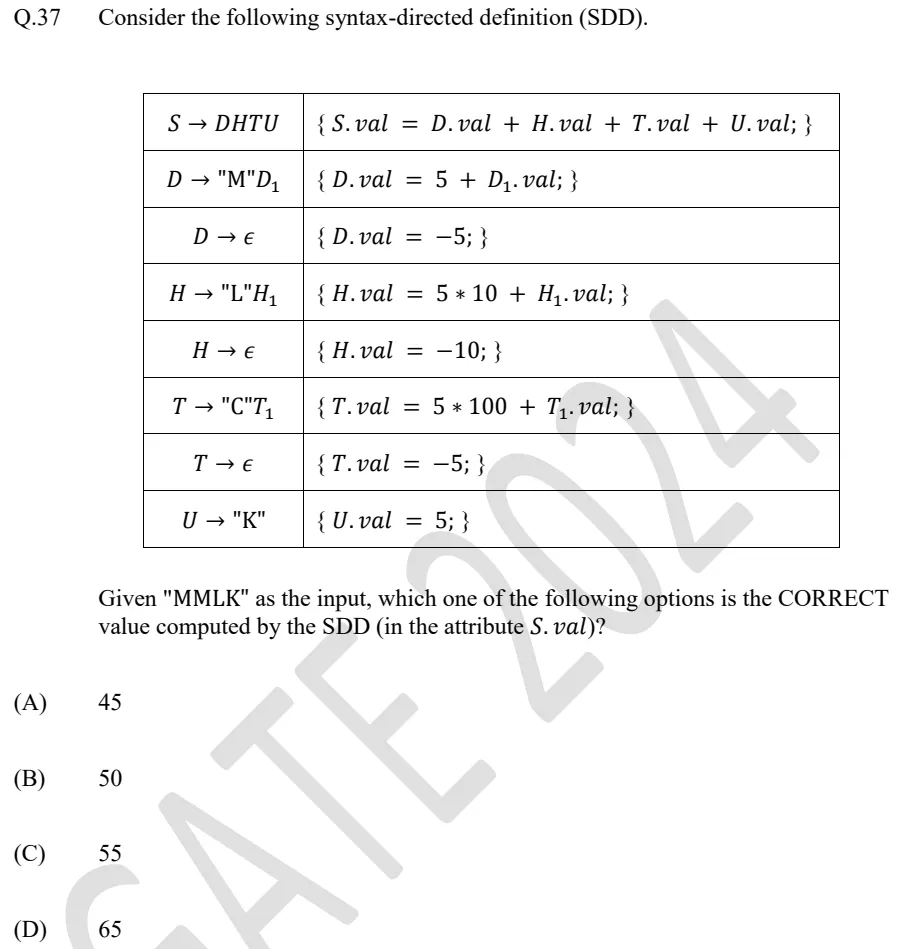 Q.37 Consider the following syntax-directed definition (SDD).
S → DHTU { S.val = D.val + H.val + T.val + U.val; }
D → "M"D₁ { D.val = 5 + D₁.val; }
D → ϵ { D.val = −5; }
H → "L"H₁ { H.val = 5 ∗ 10 + H₁.val; }
H → ϵ { H.val = −10; }
T → "C"T₁ { T.val = 5 ∗ 100 + T₁.val; }
T → ϵ { T.val = −5; }
U → "K" { U.val = 5; }
Given "MMLK" as the input, which one of the following options is the CORRECT
value computed by the SDD (in the attribute S.val)?
(A) 45
(B) 50
(C) 55
(D) 65
GATE 2024